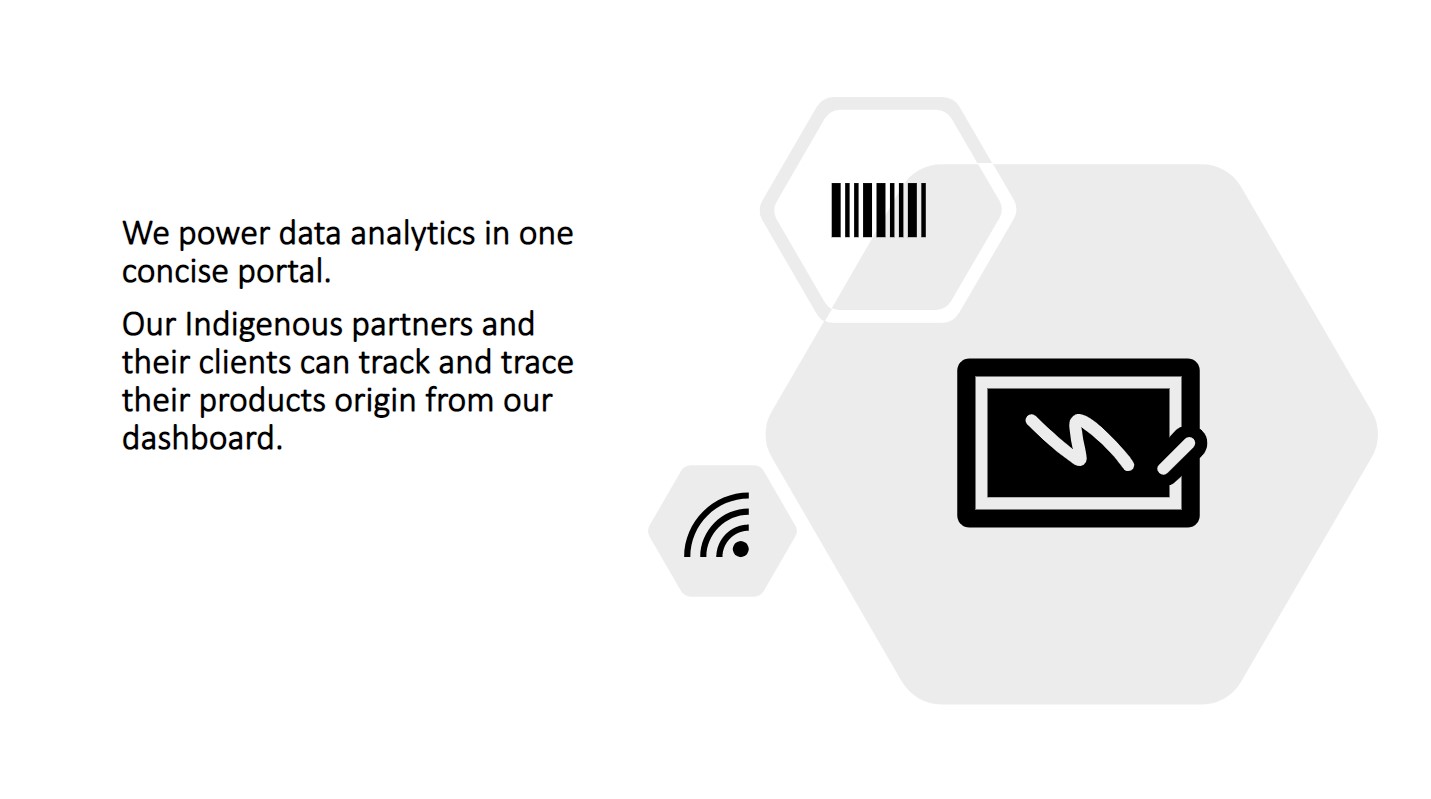 We power data analytics in one
concise portal.
Our Indigenous partners and
their clients can track and trace
their products origin from our
dashboard.